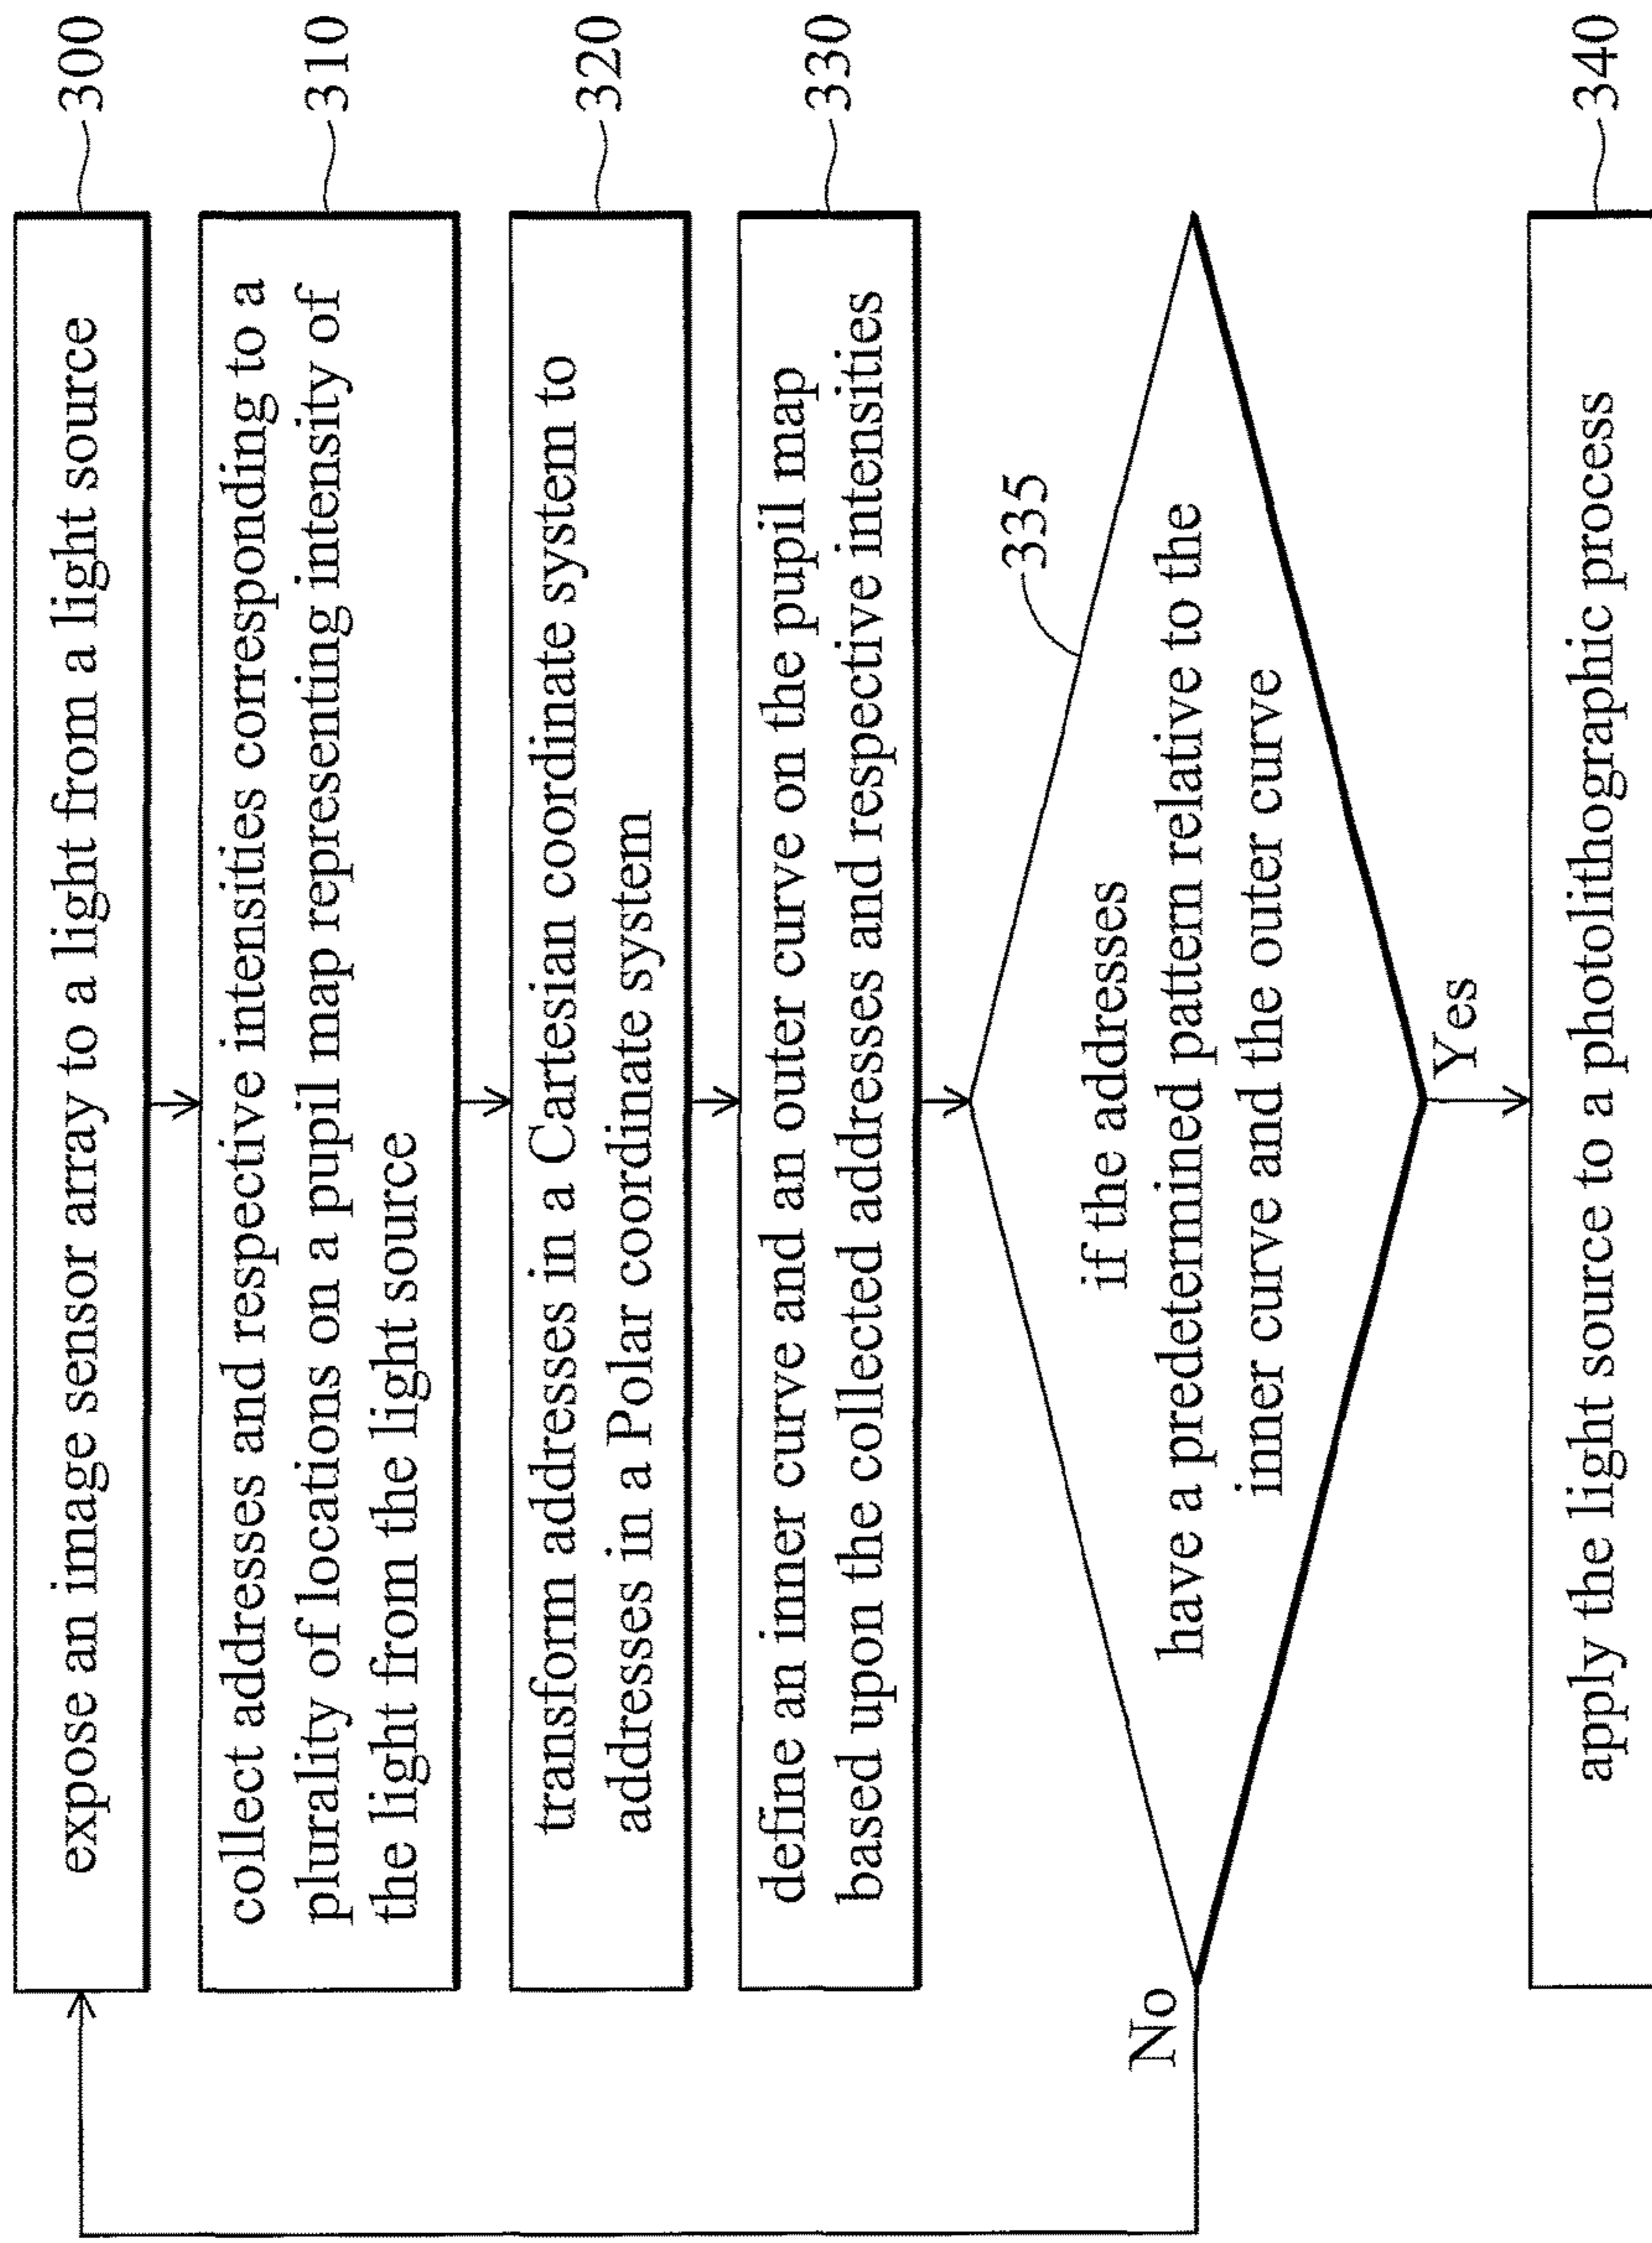 expose an image sensor array to a light from a light source
300
collect addresses and respective intensities corresponding to a
plurality of locations on a pupil map representing intensity of
the light from the light source
310
transform addresses in a Cartesian coordinate system to
addresses in a Polar coordinate system
320
define an inner curve and an outer curve on the pupil map
based upon the collected addresses and respective intensities
330
335
if the addresses
have a predetermined pattern relative to the
inner curve and the outer curve
No
Yes
apply the light source to a photolithographic process
340